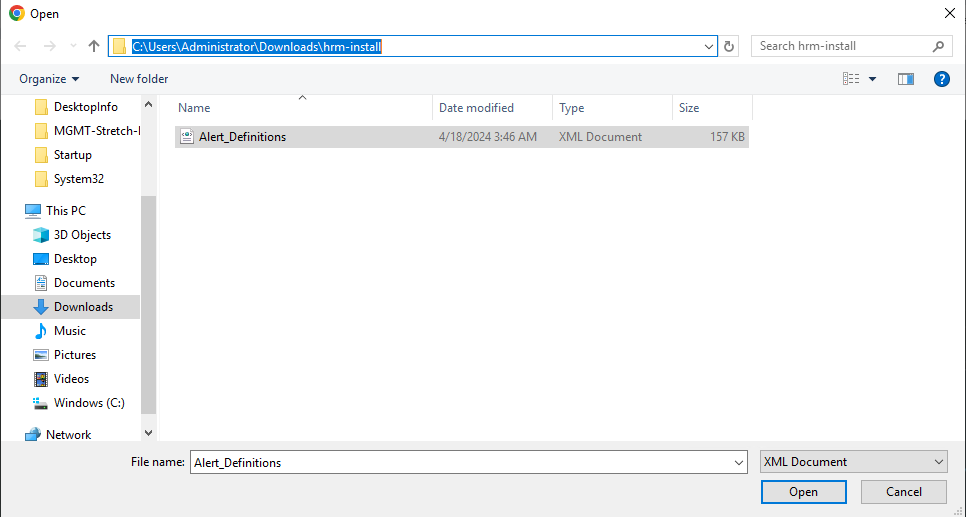 Open
C:\Users\Administrator\Downloads\hrm-install
Search hrm-install
Organize
New folder
Name
Date modified
Type
Size
Alert_Definitions
4/18/2024 3:46 AM
XML Document
157 KB
DesktopInfo
MGMT-Stretch-
Startup
System32
This PC
3D Objects
Desktop
Documents
Downloads
Music
Pictures
Videos
Windows (C:)
Network
File name:
Alert_Definitions
XML Document
Open
Cancel